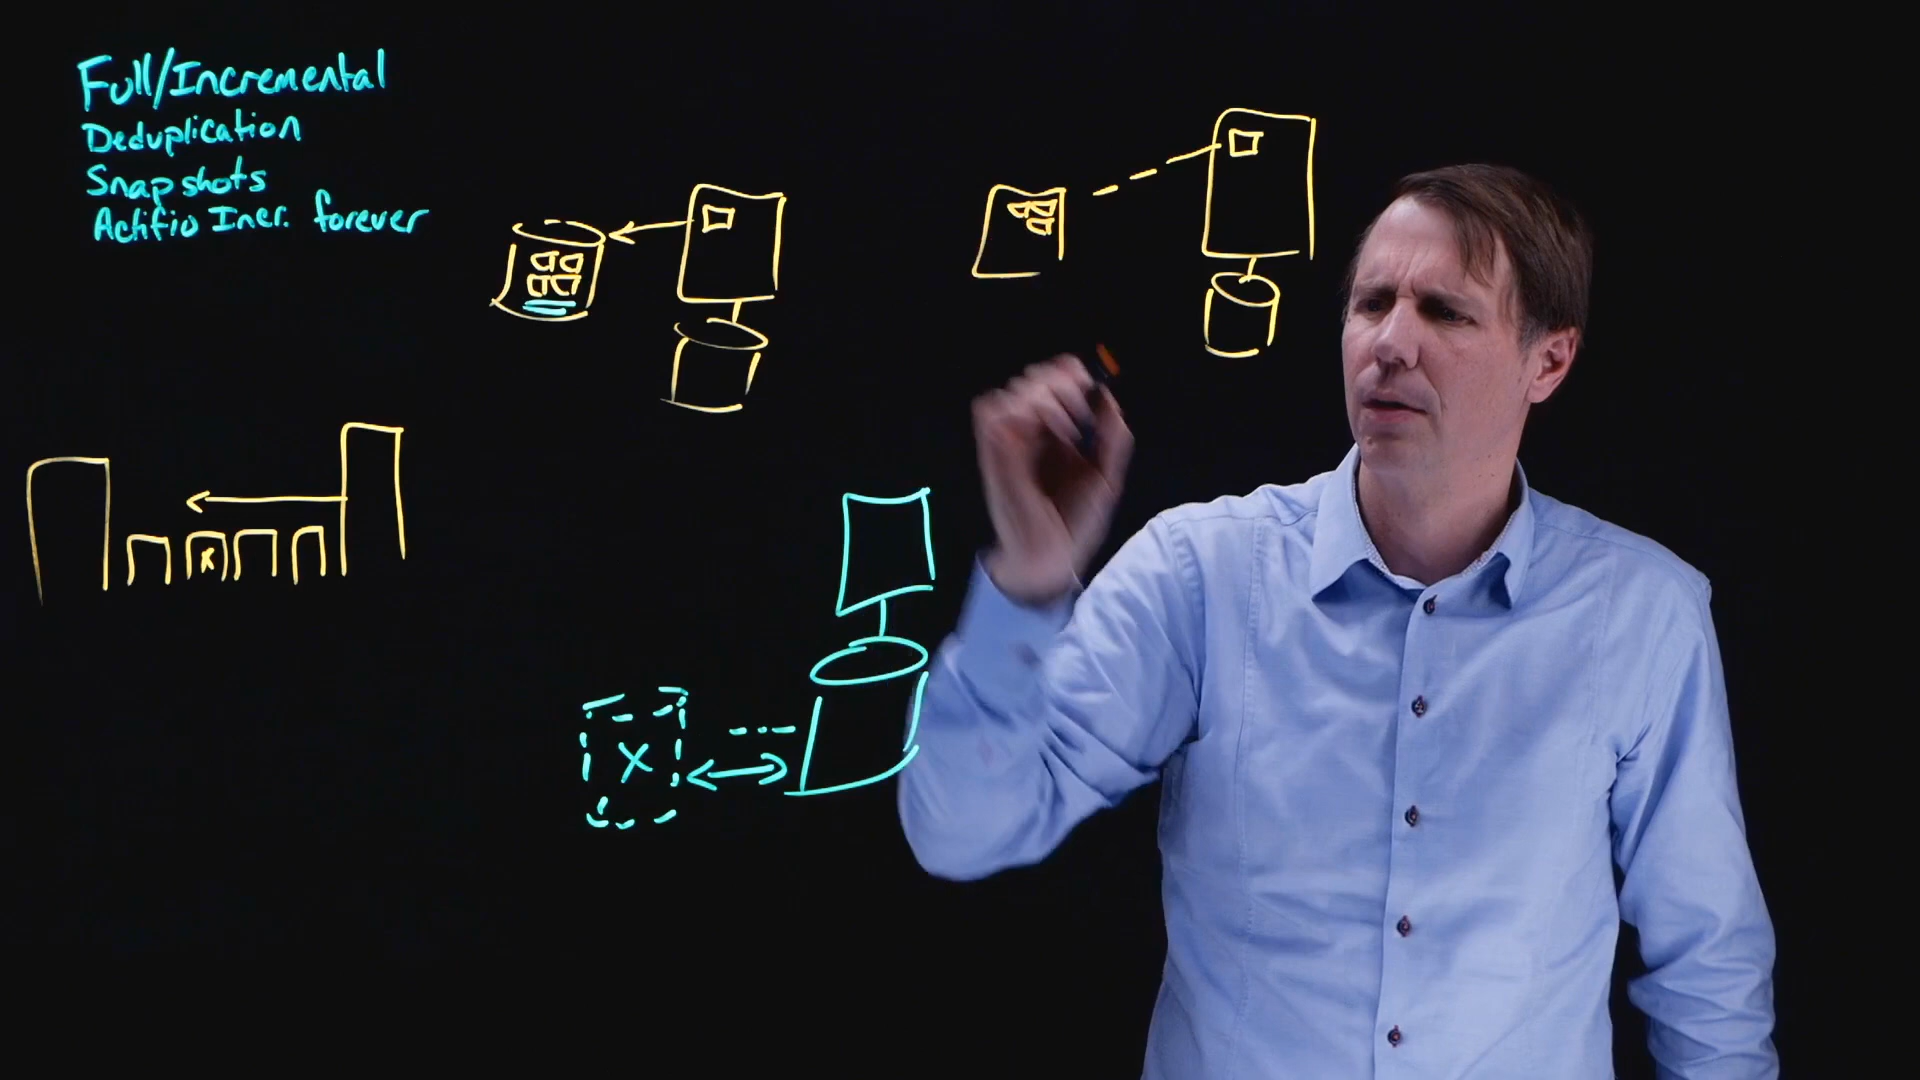 Full/Incremental
Deduplication
Snapshots
Actifio Incr. forever
x
X